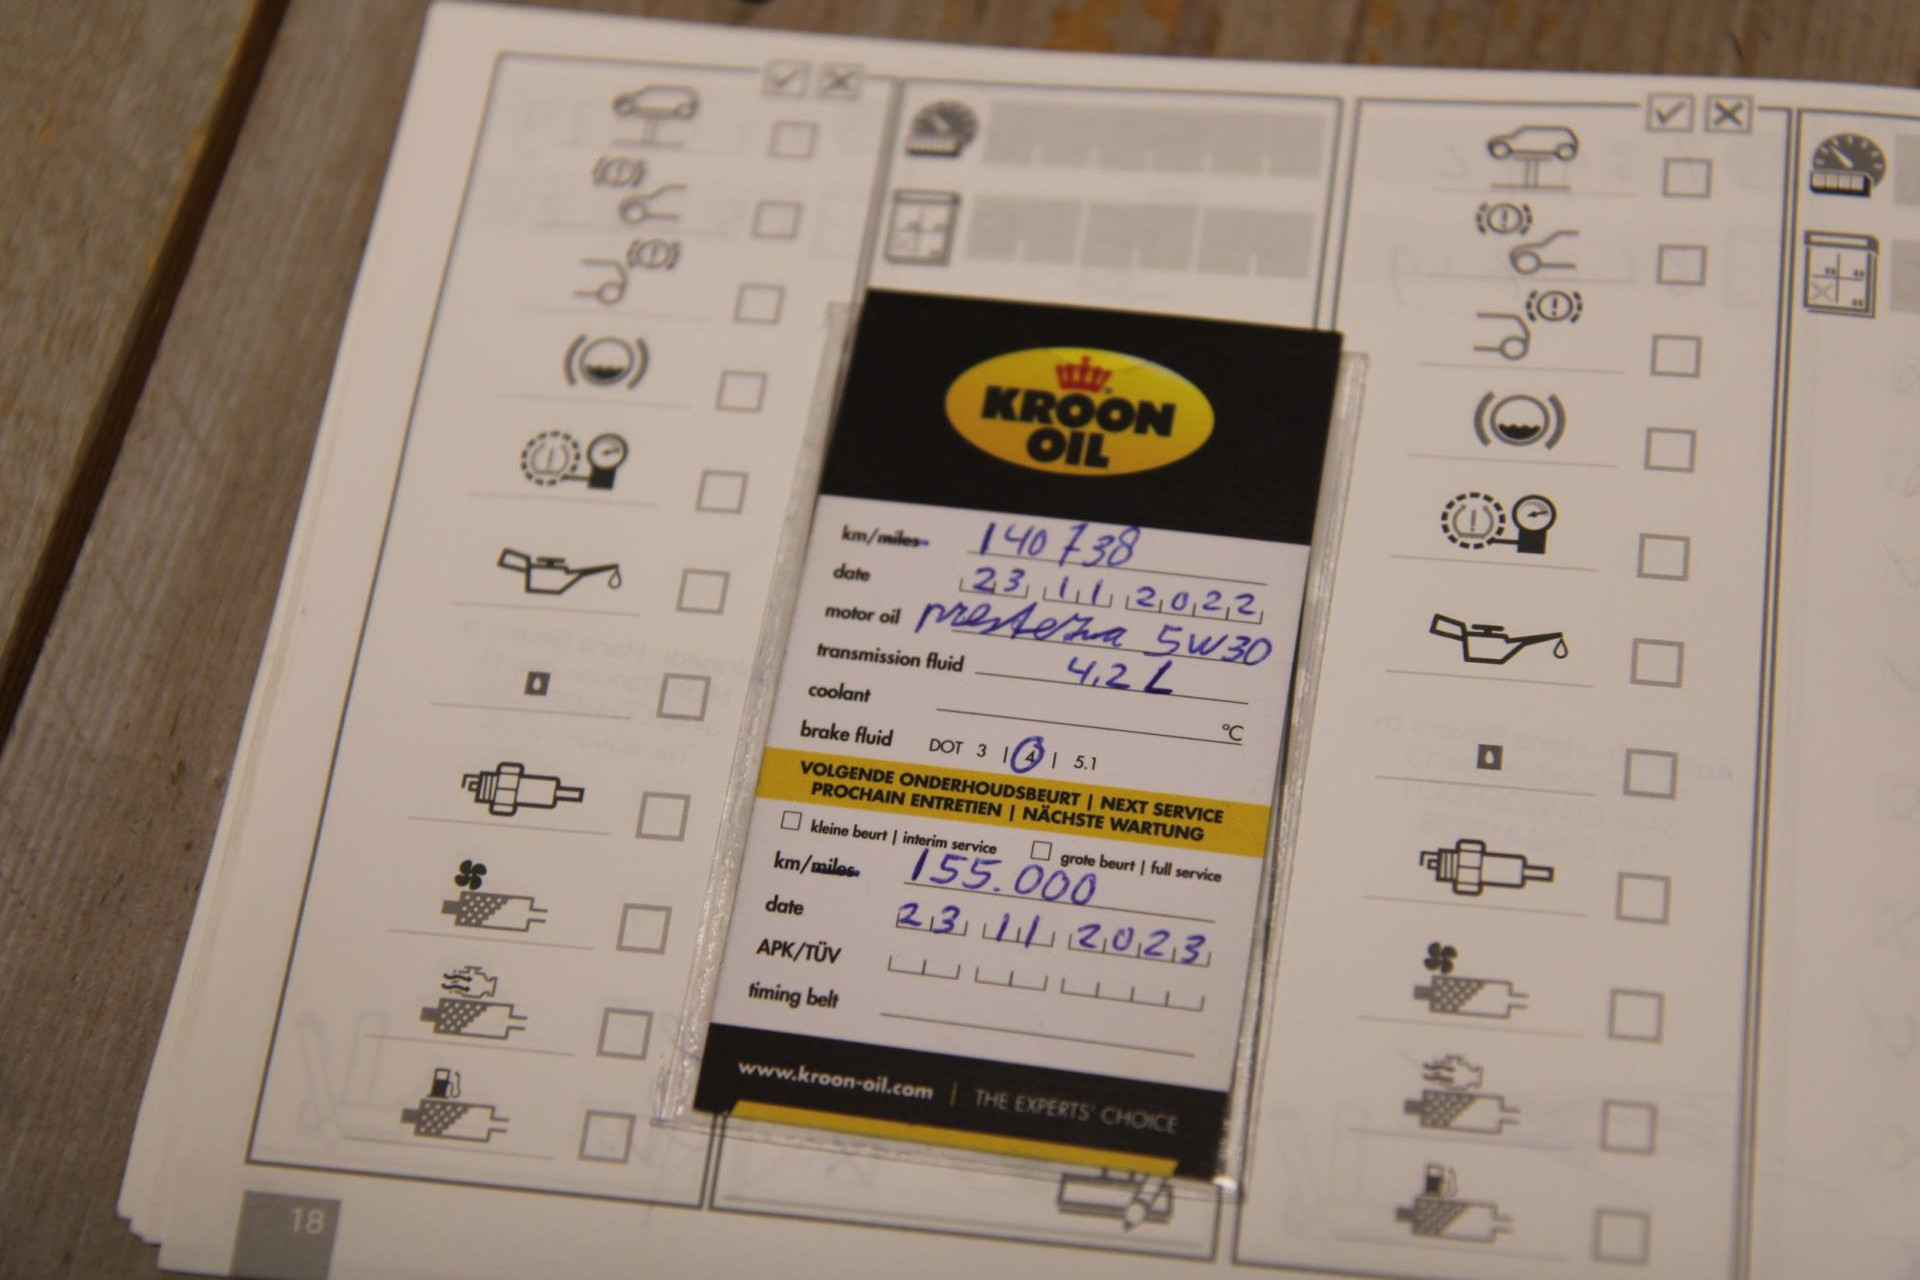 KROON
OIL
km/miles 140 738
date 23 11 2022
motor oil presteza 5W30
transmission fluid 4.2 L
coolant °C
brake fluid DOT 3 | 4 | 5.1
VOLGENDE ONDERHOUDSBEURT | NEXT SERVICE
PROCHAIN ENTRETIEN | NÄCHSTE WARTUNG
kleine beurt | interim service grote beurt | full service
km/miles 155.000
date 23 11 2023
APK/TÜV
timing belt
www.kroon-oil.com | THE EXPERTS' CHOICE
18